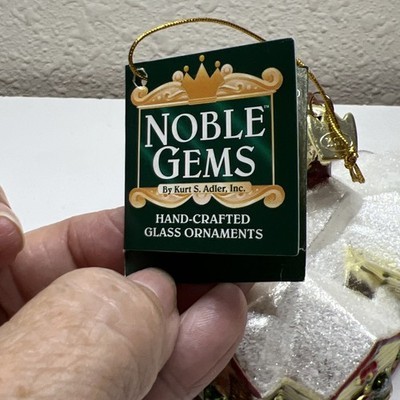 NOBLE
GEMS
By Kurt S. Adler, Inc.
HAND-CRAFTED
GLASS ORNAMENTS